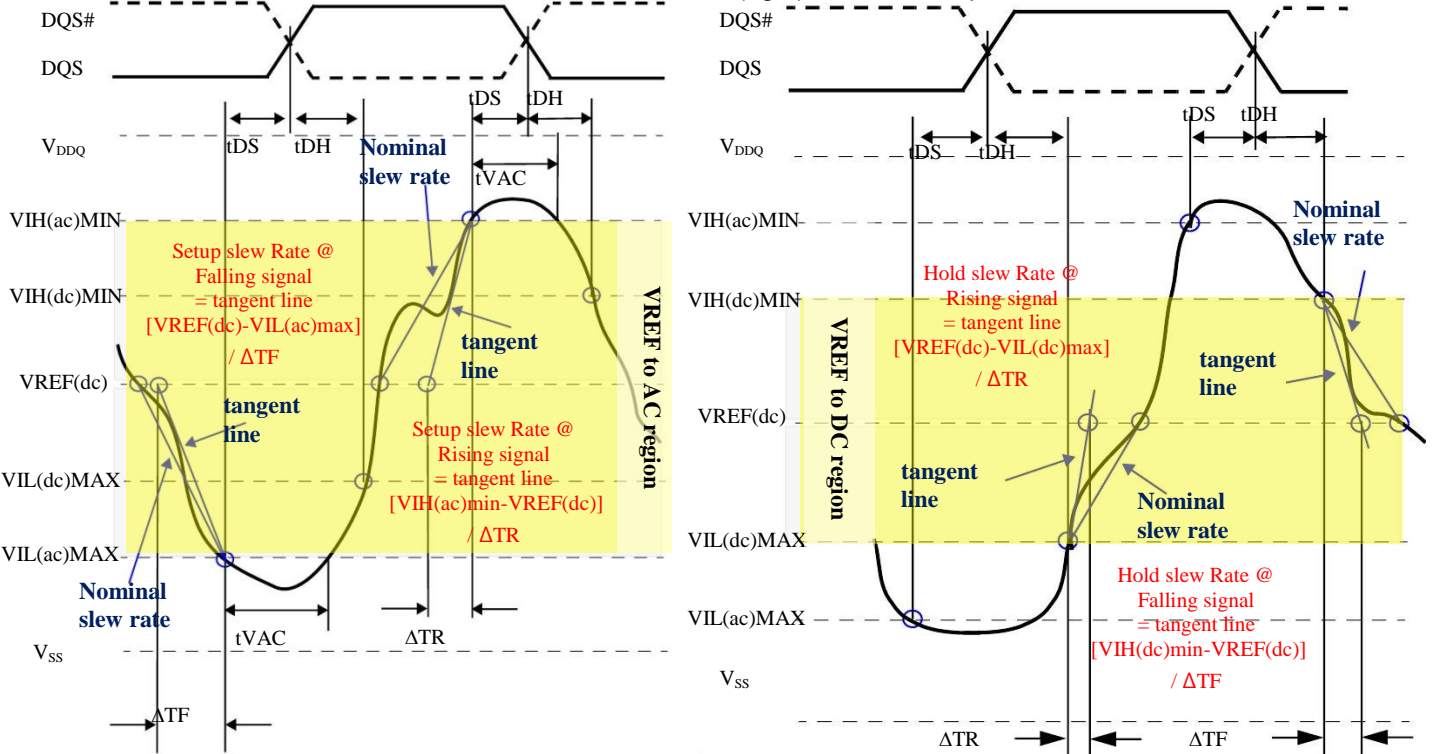 DQS#
DQS
tDS
tDH
tDS
tDH
VDDQ
Nominal
slew rate
tVAC
VIH(ac)MIN
Setup slew Rate @
Falling signal
= tangent line
[VREF(dc)-VIL(ac)max]
/ ΔTF
VIH(dc)MIN
VREF to AC region
tangent
line
VREF(dc)
tangent
line
Setup slew Rate @
Rising signal
= tangent line
[VIH(ac)min-VREF(dc)]
/ ΔTR
VIL(dc)MAX
VIL(ac)MAX
Nominal
slew rate
tVAC
ΔTR
VSS
ΔTF
DQS#
DQS
tDS
tDH
tDS
tDH
VDDQ
VIH(ac)MIN
Nominal
slew rate
Hold slew Rate @
Rising signal
= tangent line
[VREF(dc)-VIL(dc)max]
/ ΔTR
VIH(dc)MIN
VREF to DC region
tangent
line
VREF(dc)
tangent
line
Nominal
slew rate
VIL(dc)MAX
Hold slew Rate @
Falling signal
= tangent line
[VIH(dc)min-VREF(dc)]
/ ΔTF
VIL(ac)MAX
VSS
ΔTR
ΔTF